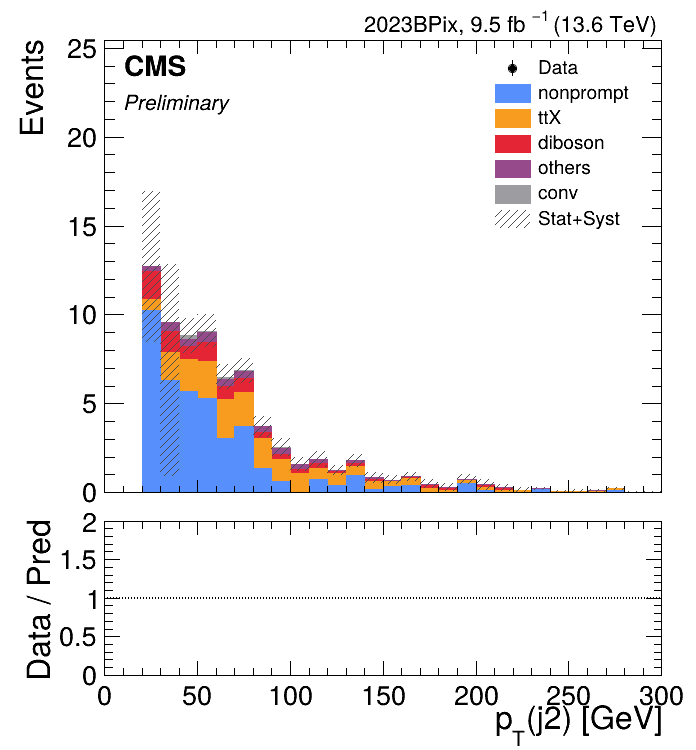 2023BPix, 9.5 fb⁻¹ (13.6 TeV)
CMS
Preliminary
Events
25
20
15
10
5
0
Data
nonprompt
ttX
diboson
others
conv
Stat+Syst
Data / Pred
2
1.5
1
0.5
0
0 50 100 150 200 250 300
p_T(j2) [GeV]